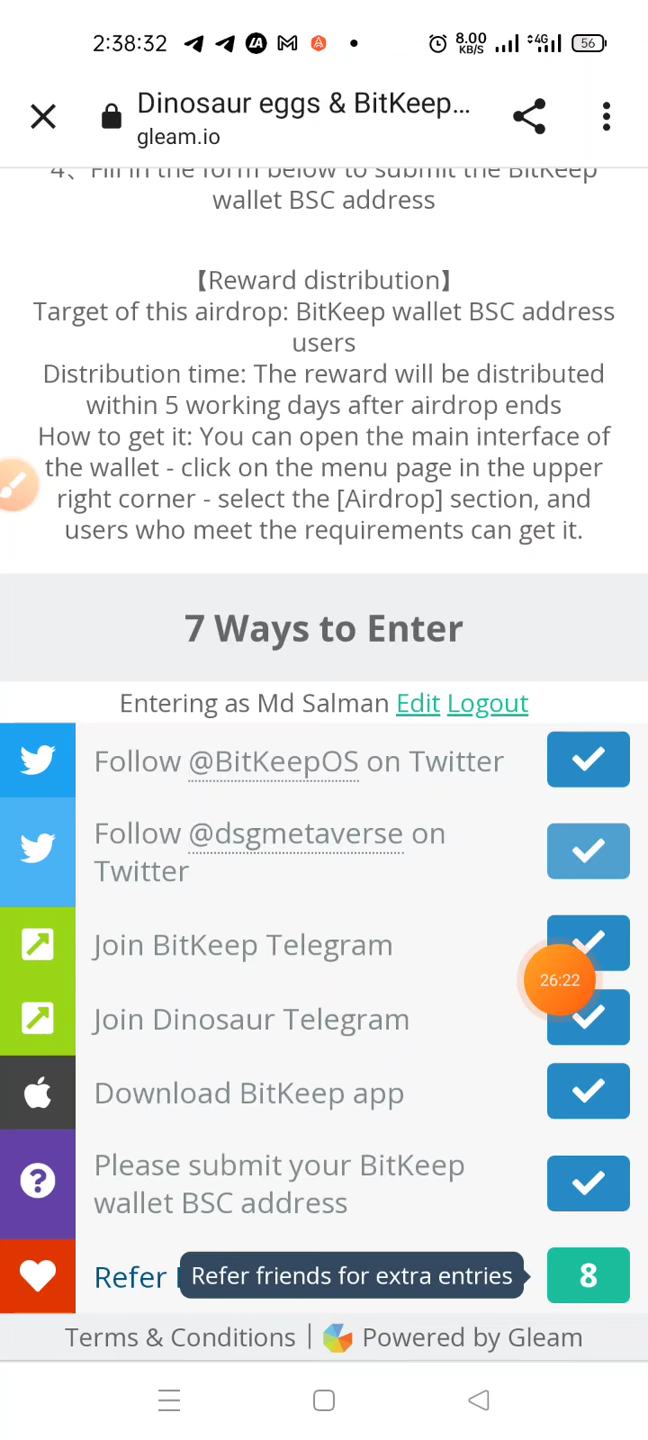 2:38:32
8.00
KB/S
4G
56
Dinosaur eggs & BitKeep...
gleam.io
4、Fill in the form below to submit the BitKeep
wallet BSC address
【Reward distribution】
Target of this airdrop: BitKeep wallet BSC address
users
Distribution time: The reward will be distributed
within 5 working days after airdrop ends
How to get it: You can open the main interface of
the wallet - click on the menu page in the upper
right corner - select the [Airdrop] section, and
users who meet the requirements can get it.
7 Ways to Enter
Entering as Md Salman Edit Logout
Follow @BitKeepOS on Twitter
Follow @dsgmetaverse on
Twitter
Join BitKeep Telegram
26:22
Join Dinosaur Telegram
Download BitKeep app
Please submit your BitKeep
wallet BSC address
Refer Refer friends for extra entries 8
Terms & Conditions | Powered by Gleam